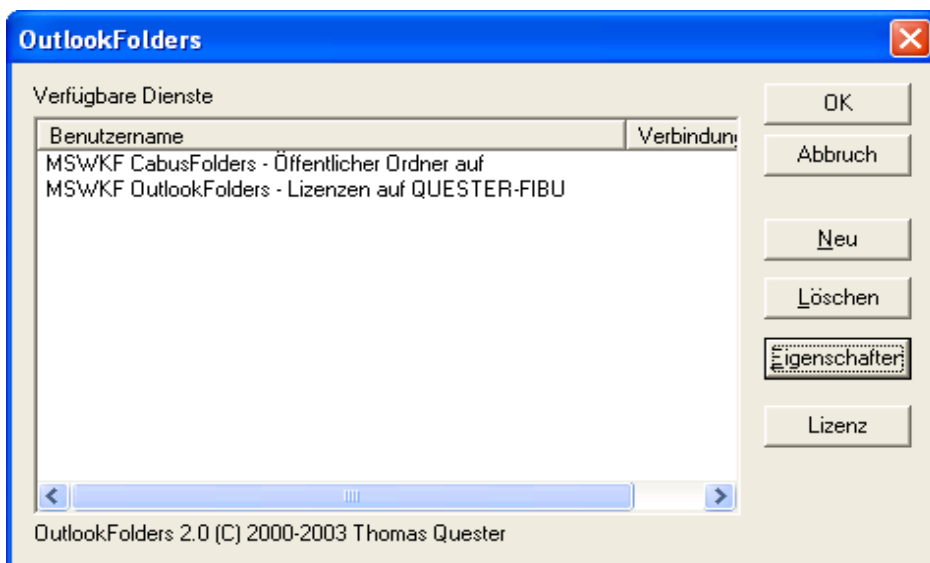 OutlookFolders
Verfügbare Dienste
Benutzername Verbindung
MSWKF CabusFolders - Öffentlicher Ordner auf
MSWKF OutlookFolders - Lizenzen auf QUESTER-FIBU
OK
Abbruch
Neu
Löschen
Eigenschaften
Lizenz
OutlookFolders 2.0 (C) 2000-2003 Thomas Quester